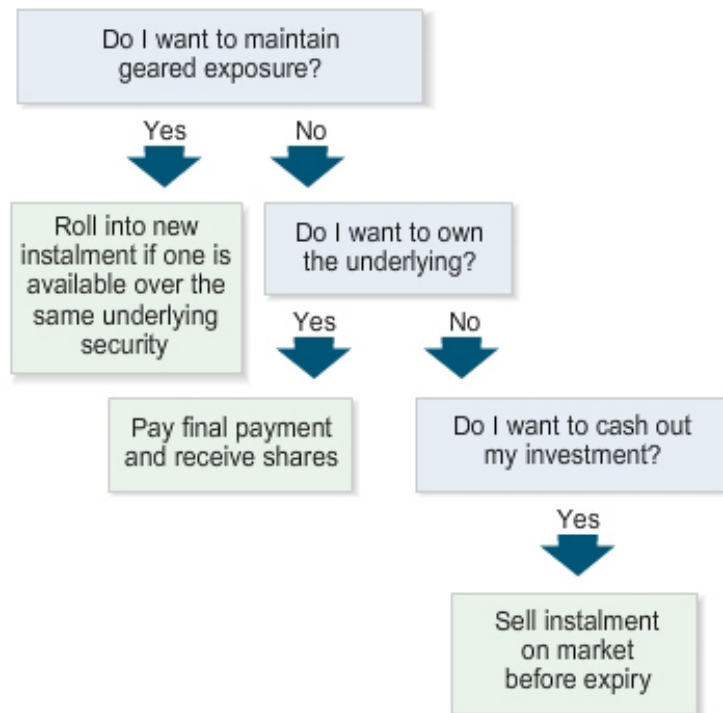 Do I want to maintain
geared exposure?
Yes
No
Roll into new
instalment if one is
available over the
same underlying
security
Do I want to own
the underlying?
Yes
No
Pay final payment
and receive shares
Do I want to cash out
my investment?
Yes
Sell instalment
on market
before expiry